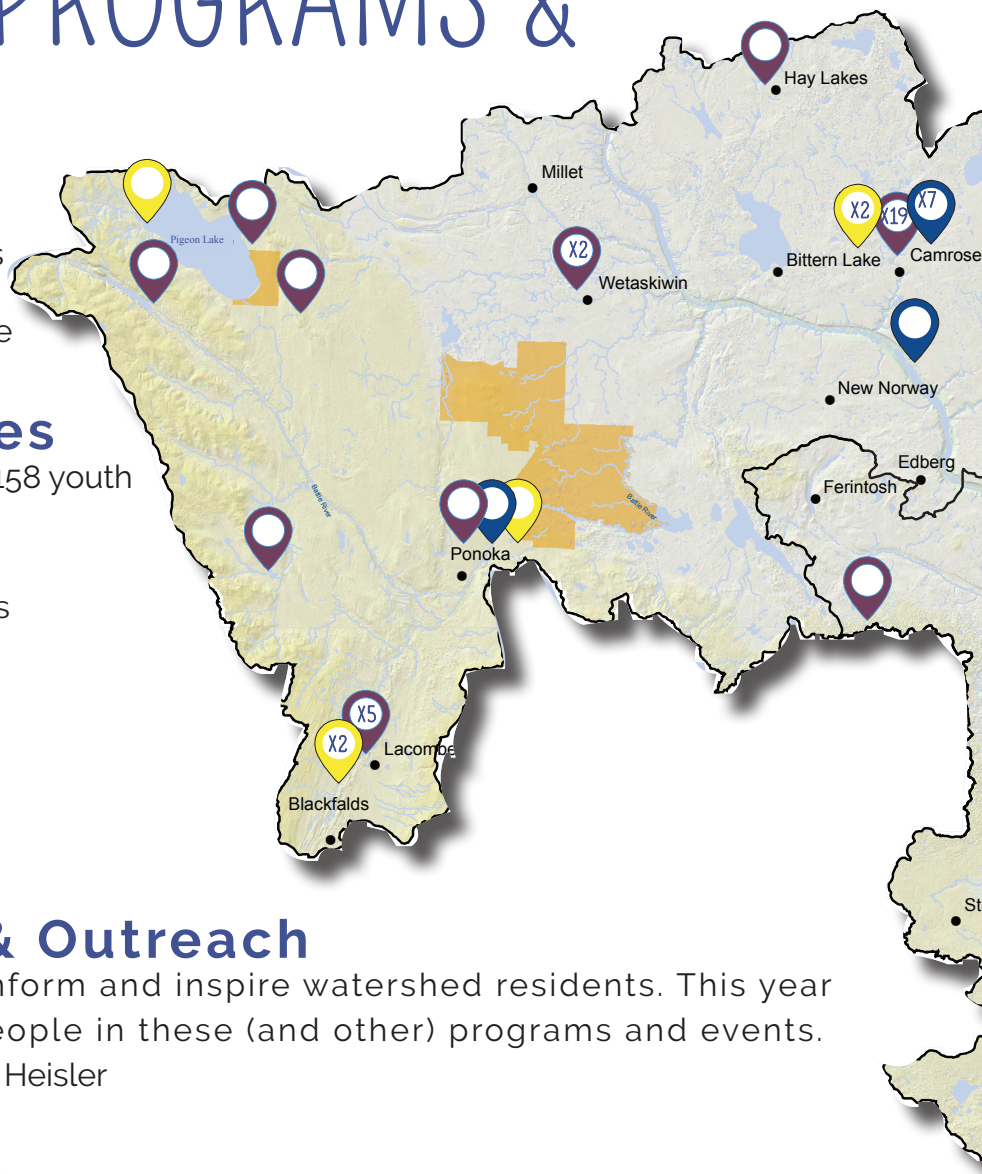 PROGRAMS &
Hay Lakes
Millet
X2
X19
X7
Pigeon Lake
s
X2
Bittern Lake
Camrose
Wetaskiwin
e
New Norway
es
158 youth
Edberg
Ferintosh
Battle River
Battle River
Ponoka
s
X5
X2
Lacombe
Blackfalds
St
& Outreach
nform and inspire watershed residents. This year
eople in these (and other) programs and events.
Heisler